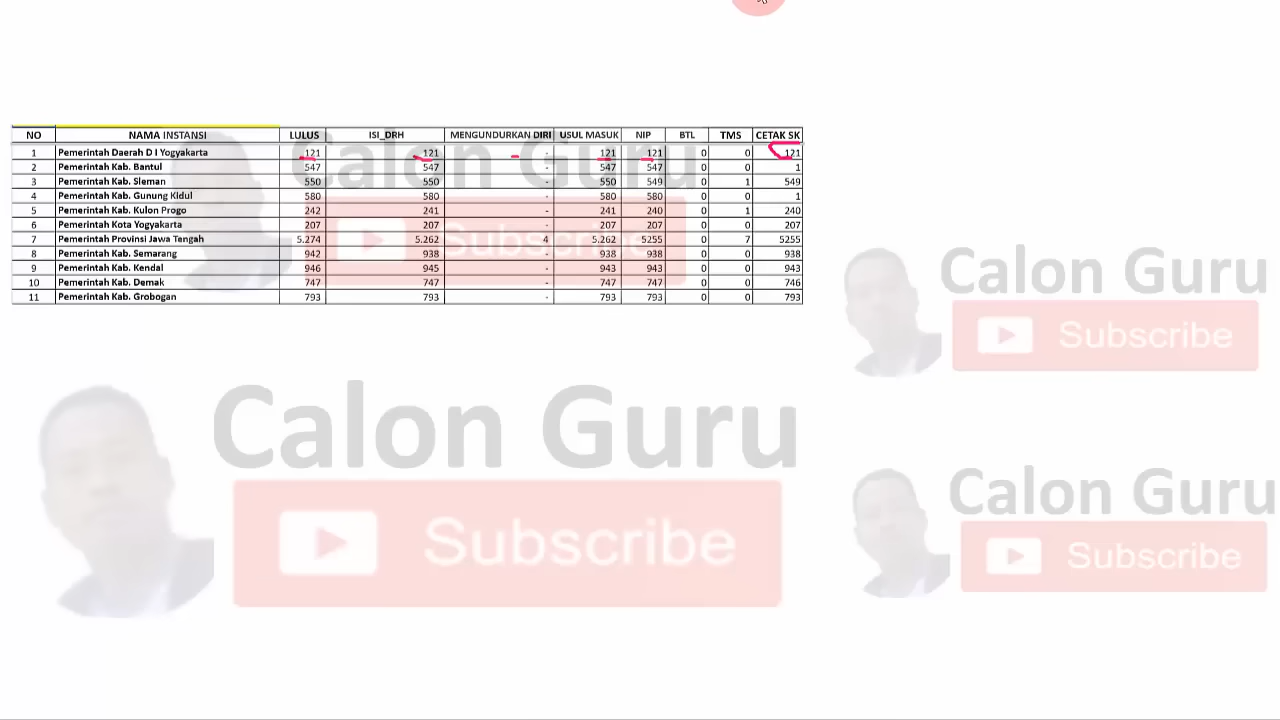 NO NAMA INSTANSI LULUS ISI_DRH MENGUNDURKAN DIRI USUL MASUK NIP BTL TMS CETAK SK
1 Pemerintah Daerah D I Yogyakarta 121 121 - 121 121 0 0 121
2 Pemerintah Kab. Bantul 547 547 - 547 547 0 0 1
3 Pemerintah Kab. Sleman 550 550 - 550 549 0 1 549
4 Pemerintah Kab. Gunung Kidul 580 580 - 580 580 0 0 1
5 Pemerintah Kab. Kulon Progo 242 241 - 241 240 0 1 240
6 Pemerintah Kota Yogyakarta 207 207 - 207 207 0 0 207
7 Pemerintah Provinsi Jawa Tengah 5.274 5.262 4 5.262 5255 0 7 5255
8 Pemerintah Kab. Semarang 942 938 - 938 938 0 0 938
9 Pemerintah Kab. Kendal 946 945 - 943 943 0 0 943
10 Pemerintah Kab. Demak 747 747 - 747 747 0 0 746
11 Pemerintah Kab. Grobogan 793 793 - 793 793 0 0 793
Calon Guru
Subscribe
Calon Guru
Subscribe
Calon Guru
Subscribe
Calon Guru
Subscribe